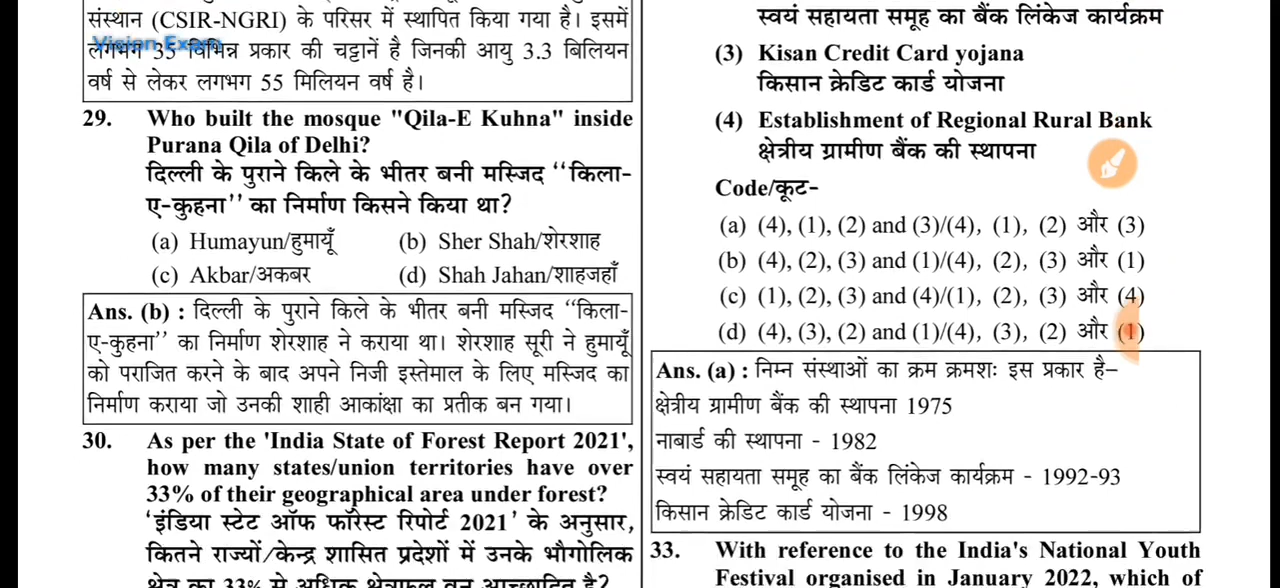 संस्थान (CSIR-NGRI) के परिसर में स्थापित किया गया है। इसमें
लगभग 35 विभिन्न प्रकार की चट्टानें है जिनकी आयु 3.3 बिलियन
Vision Exam
वर्ष से लेकर लगभग 55 मिलियन वर्ष है।
29. Who built the mosque "Qila-E Kuhna" inside
Purana Qila of Delhi?
दिल्ली के पुराने किले के भीतर बनी मस्जिद ‘‘किला-
ए-कुहना’’ का निर्माण किसने किया था?
(a) Humayun/हुमायूँ (b) Sher Shah/शेरशाह
(c) Akbar/अकबर (d) Shah Jahan/शाहजहाँ
Ans. (b) : दिल्ली के पुराने किले के भीतर बनी मस्जिद ‘‘किला-
ए-कुहना’’ का निर्माण शेरशाह ने कराया था। शेरशाह सूरी ने हुमायूँ
को पराजित करने के बाद अपने निजी इस्तेमाल के लिए मस्जिद का
निर्माण कराया जो उनकी शाही आकांक्षा का प्रतीक बन गया।
30. As per the 'India State of Forest Report 2021',
how many states/union territories have over
33% of their geographical area under forest?
‘इंडिया स्टेट ऑफ फॉरेस्ट रिपोर्ट 2021’ के अनुसार,
कितने राज्यों/केन्द्र शासित प्रदेशों में उनके भौगोलिक
क्षेत्र का 33% से अधिक क्षेत्रफल वन आच्छादित है?
स्वयं सहायता समूह का बैंक लिंकेज कार्यक्रम
(3) Kisan Credit Card yojana
किसान क्रेडिट कार्ड योजना
(4) Establishment of Regional Rural Bank
क्षेत्रीय ग्रामीण बैंक की स्थापना
Code/कूट-
(a) (4), (1), (2) and (3)/(4), (1), (2) और (3)
(b) (4), (2), (3) and (1)/(4), (2), (3) और (1)
(c) (1), (2), (3) and (4)/(1), (2), (3) और (4)
(d) (4), (3), (2) and (1)/(4), (3), (2) और (1)
Ans. (a) : निम्न संस्थाओं का क्रम क्रमशः इस प्रकार है–
क्षेत्रीय ग्रामीण बैंक की स्थापना 1975
नाबार्ड की स्थापना - 1982
स्वयं सहायता समूह का बैंक लिंकेज कार्यक्रम - 1992-93
किसान क्रेडिट कार्ड योजना - 1998
33. With reference to the India's National Youth
Festival organised in January 2022, which of